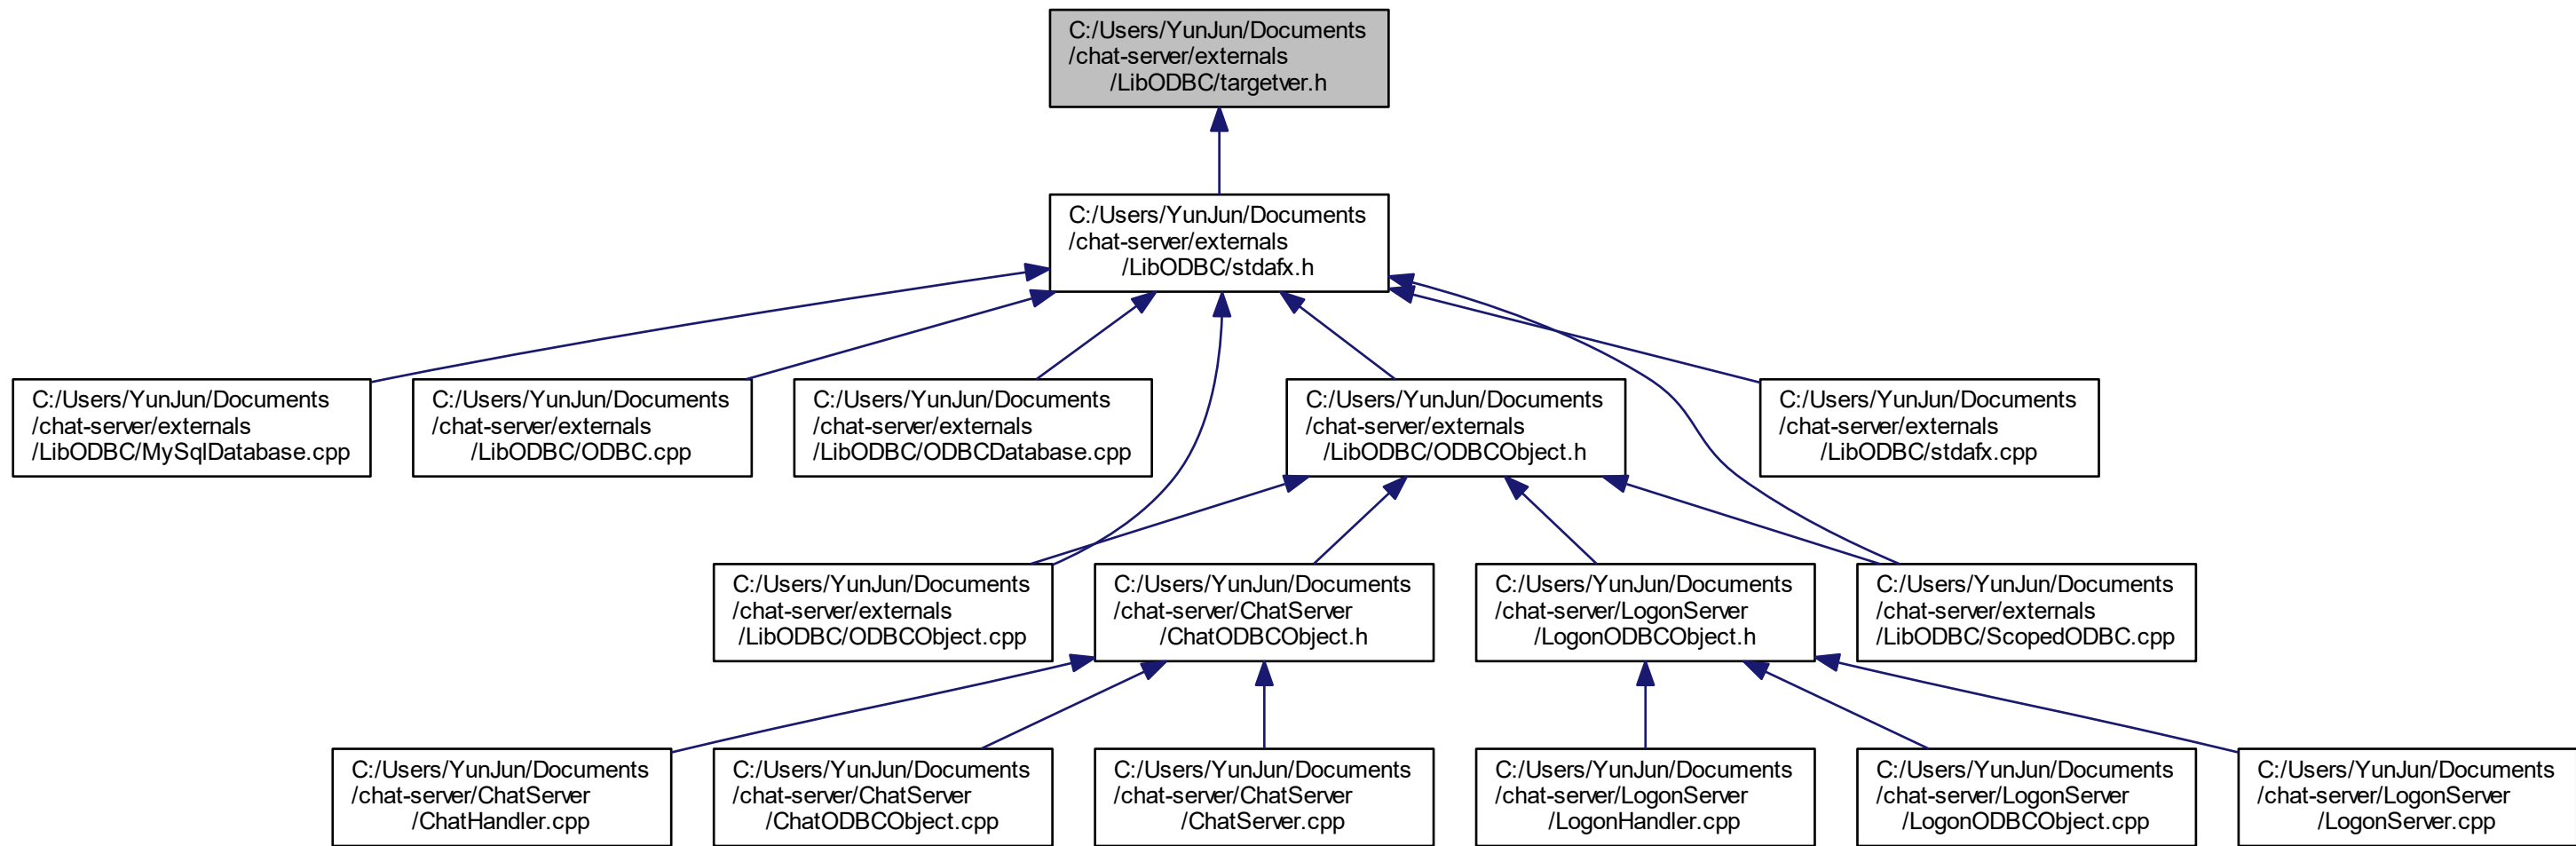 C:/Users/YunJun/Documents
/chat-server/externals
/LibODBC/targetver.h
C:/Users/YunJun/Documents
/chat-server/externals
/LibODBC/stdafx.h
C:/Users/YunJun/Documents
/chat-server/externals
/LibODBC/MySqlDatabase.cpp
C:/Users/YunJun/Documents
/chat-server/externals
/LibODBC/ODBC.cpp
C:/Users/YunJun/Documents
/chat-server/externals
/LibODBC/ODBCDatabase.cpp
C:/Users/YunJun/Documents
/chat-server/externals
/LibODBC/ODBCObject.h
C:/Users/YunJun/Documents
/chat-server/externals
/LibODBC/stdafx.cpp
C:/Users/YunJun/Documents
/chat-server/externals
/LibODBC/ODBCObject.cpp
C:/Users/YunJun/Documents
/chat-server/ChatServer
/ChatODBCObject.h
C:/Users/YunJun/Documents
/chat-server/LogonServer
/LogonODBCObject.h
C:/Users/YunJun/Documents
/chat-server/externals
/LibODBC/ScopedODBC.cpp
C:/Users/YunJun/Documents
/chat-server/ChatServer
/ChatHandler.cpp
C:/Users/YunJun/Documents
/chat-server/ChatServer
/ChatODBCObject.cpp
C:/Users/YunJun/Documents
/chat-server/ChatServer
/ChatServer.cpp
C:/Users/YunJun/Documents
/chat-server/LogonServer
/LogonHandler.cpp
C:/Users/YunJun/Documents
/chat-server/LogonServer
/LogonODBCObject.cpp
C:/Users/YunJun/Documents
/chat-server/LogonServer
/LogonServer.cpp